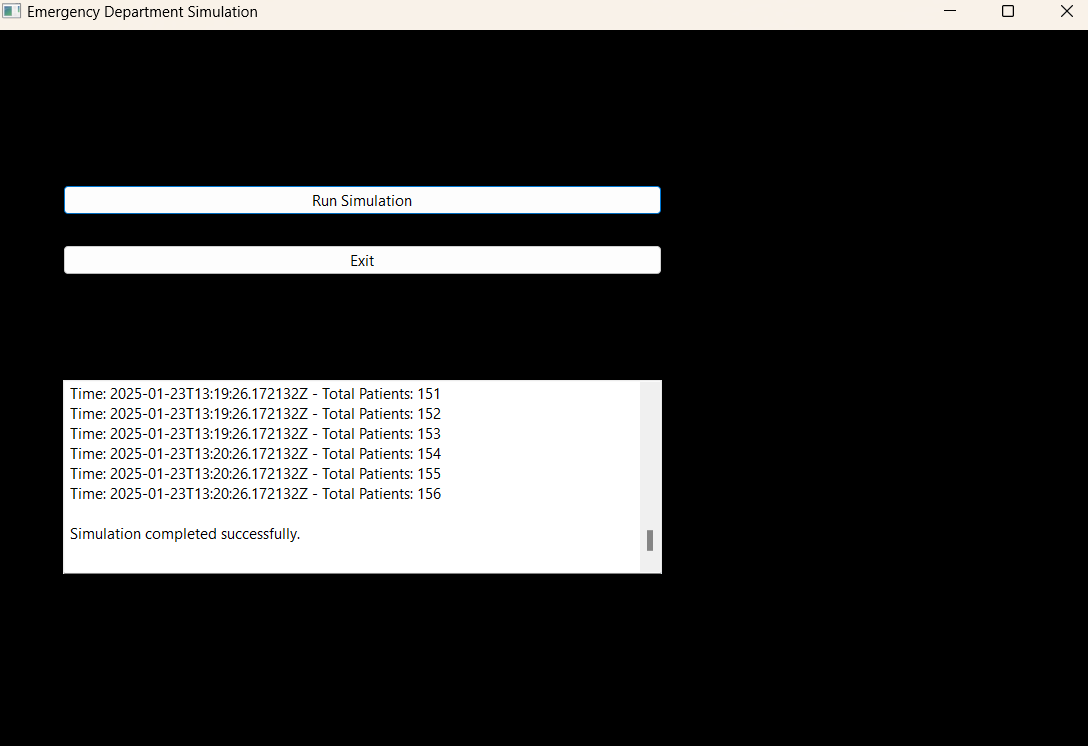 Emergency Department Simulation
Run Simulation
Exit
Time: 2025-01-23T13:19:26.172132Z - Total Patients: 151
Time: 2025-01-23T13:19:26.172132Z - Total Patients: 152
Time: 2025-01-23T13:19:26.172132Z - Total Patients: 153
Time: 2025-01-23T13:20:26.172132Z - Total Patients: 154
Time: 2025-01-23T13:20:26.172132Z - Total Patients: 155
Time: 2025-01-23T13:20:26.172132Z - Total Patients: 156
Simulation completed successfully.